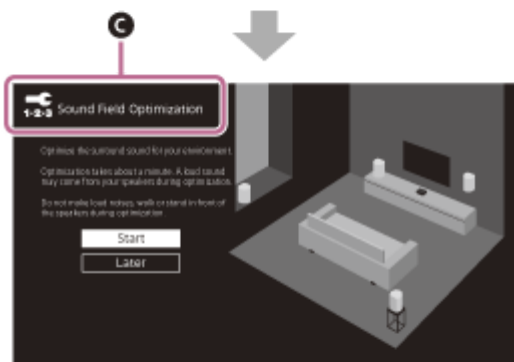 C
1-2-3 Sound Field Optimization
Optimize the surround sound for your environment.
Optimization takes about a minute. A loud sound
may come from your speakers during optimization.
Do not make loud noises, walk or stand in front of
the speakers during optimization.
Start
Later